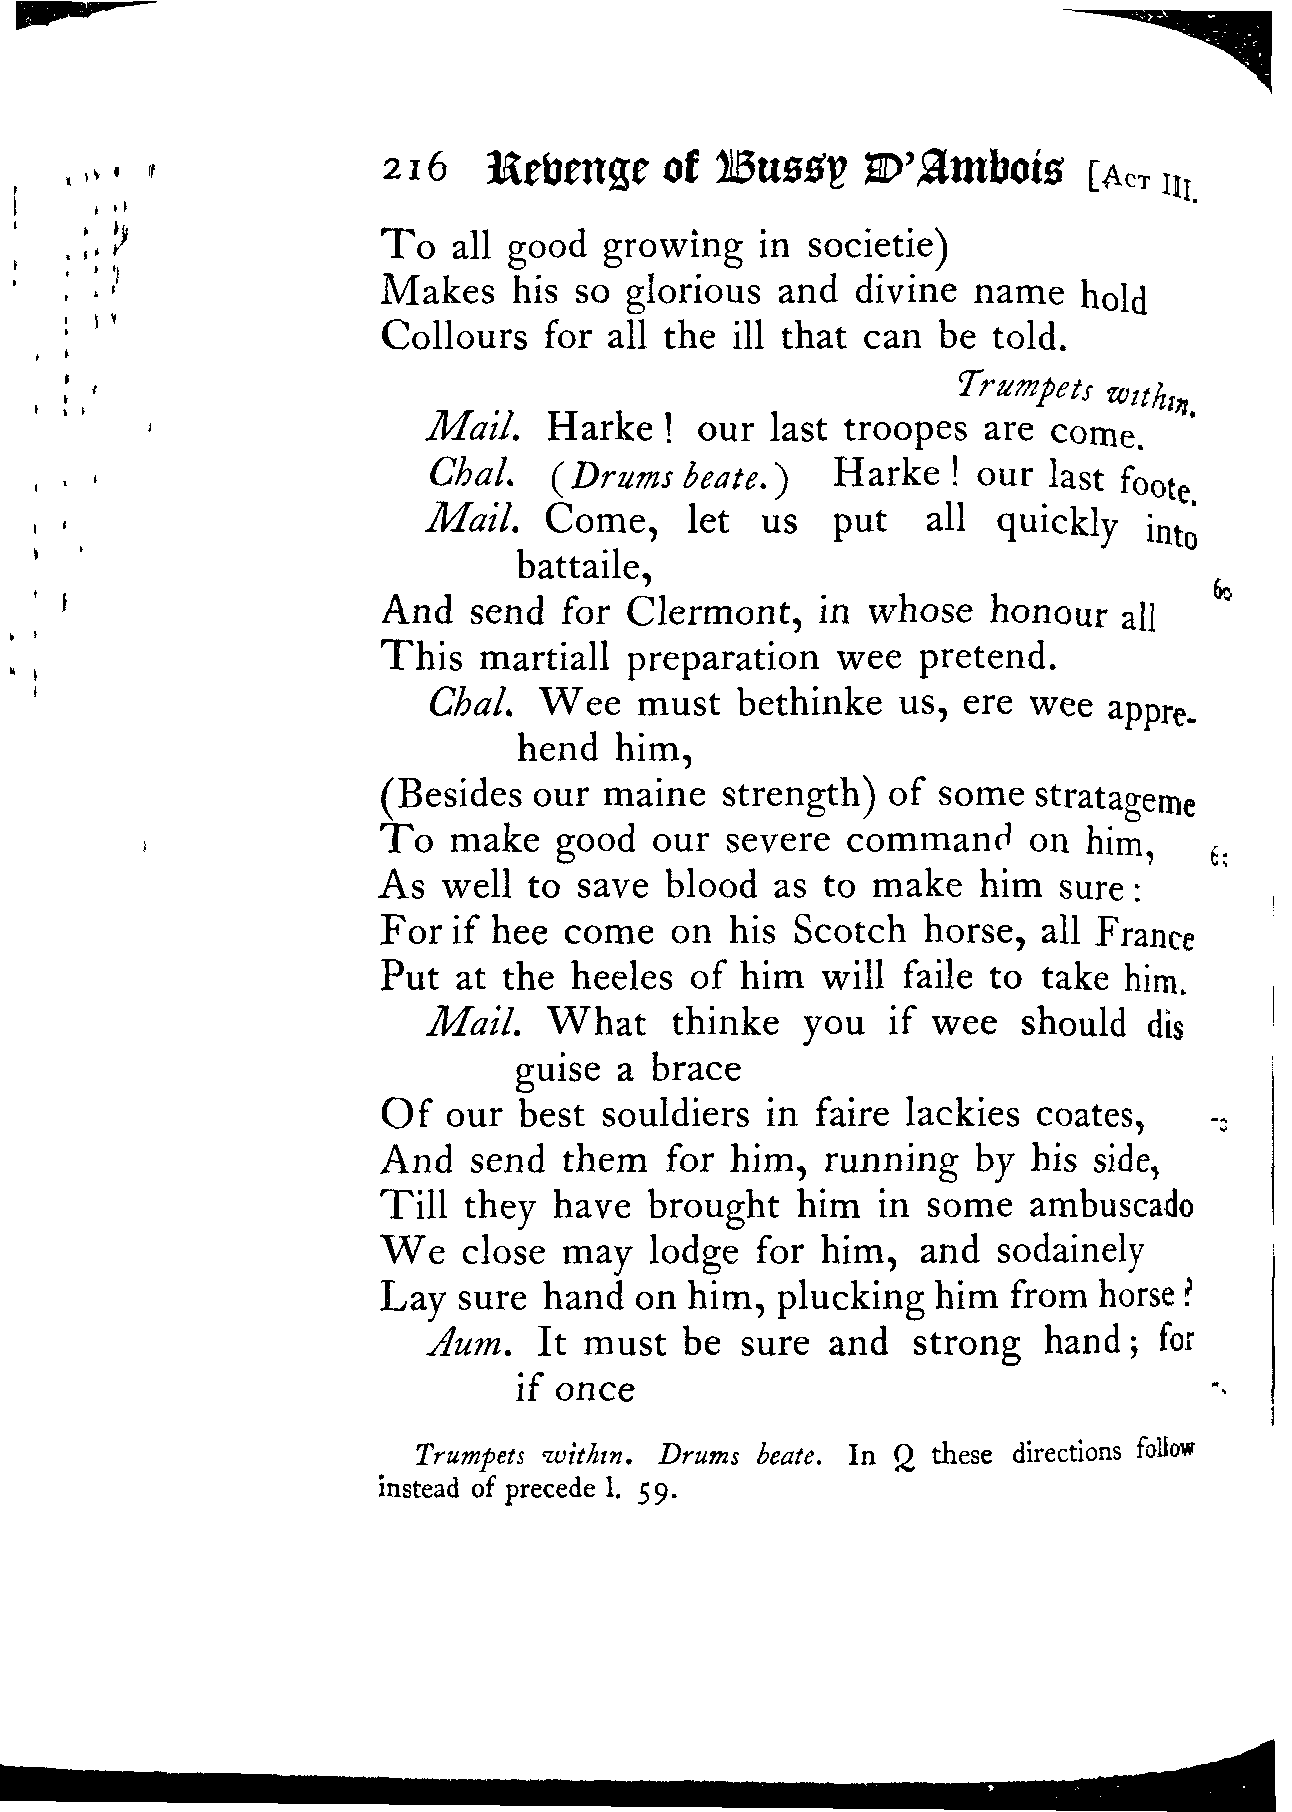 216 Revenge of Bussy D'Ambois [ACT III.
To all good growing in societie)
Makes his so glorious and divine name hold
Collours for all the ill that can be told.
Trumpets within.
Mail. Harke! our last troopes are come.
Chal. (Drums beate.) Harke! our last foote.
Mail. Come, let us put all quickly into
battaile,
60
And send for Clermont, in whose honour all
This martiall preparation wee pretend.
Chal. Wee must bethinke us, ere wee appre-
hend him,
(Besides our maine strength) of some stratageme
To make good our severe command on him,
As well to save blood as to make him sure:
For if hee come on his Scotch horse, all France
Put at the heeles of him will faile to take him.
Mail. What thinke you if wee should dis
guise a brace
Of our best souldiers in faire lackies coates,
And send them for him, running by his side,
Till they have brought him in some ambuscado
We close may lodge for him, and sodainely
Lay sure hand on him, plucking him from horse?
Aum. It must be sure and strong hand; for
if once
Trumpets within. Drums beate. In Q these directions follow
instead of precede l. 59.